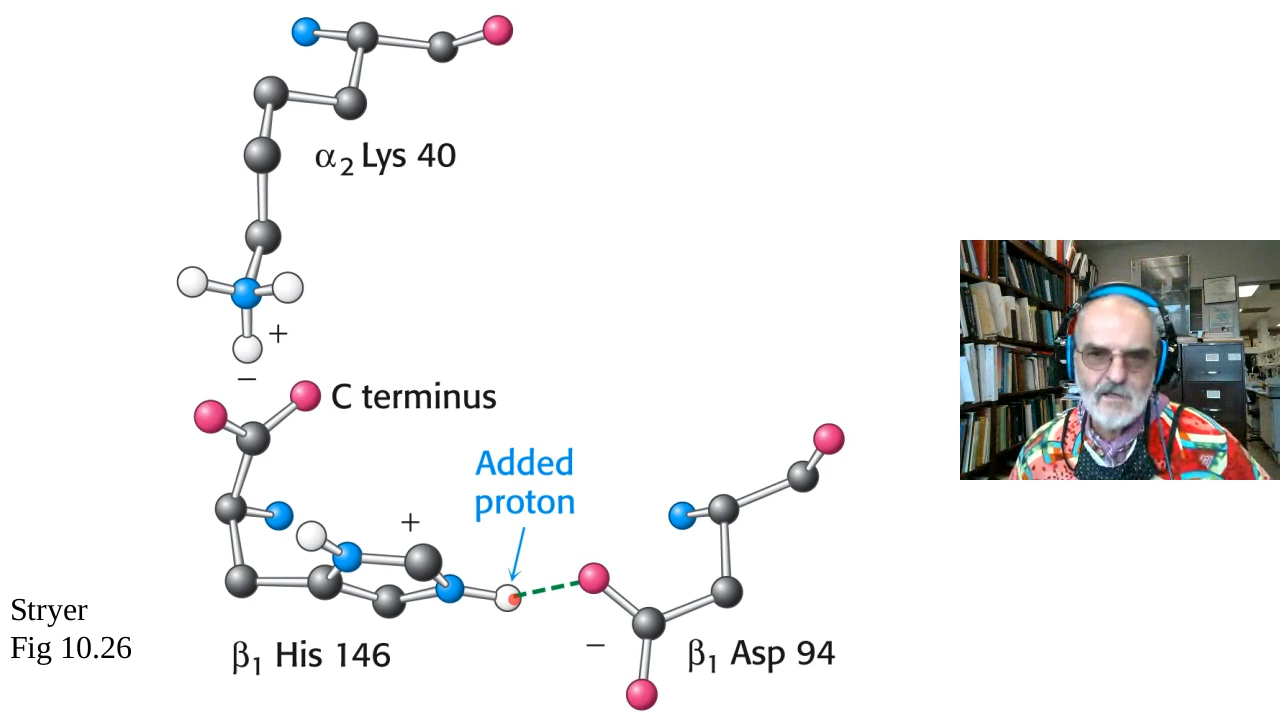 α₂ Lys 40
+
−
C terminus
Added
proton
+
Stryer
Fig 10.26
β₁ His 146
−
β₁ Asp 94